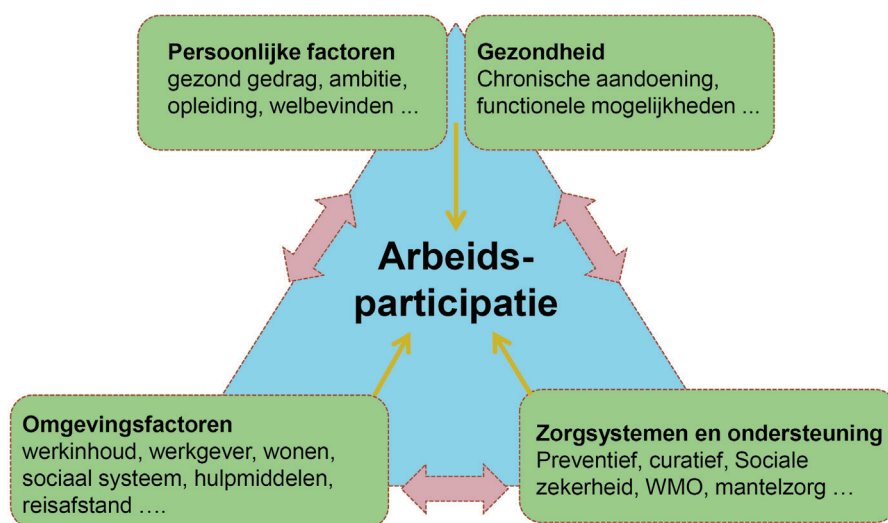 Persoonlijke factoren
gezond gedrag, ambitie,
opleiding, welbevinden ...
Gezondheid
Chronische aandoening,
functionele mogelijkheden ...
Arbeids-
participatie
Omgevingsfactoren
werkinhoud, werkgever, wonen,
sociaal systeem, hulpmiddelen,
reisafstand ....
Zorgsystemen en ondersteuning
Preventief, curatief, Sociale
zekerheid, WMO, mantelzorg ...